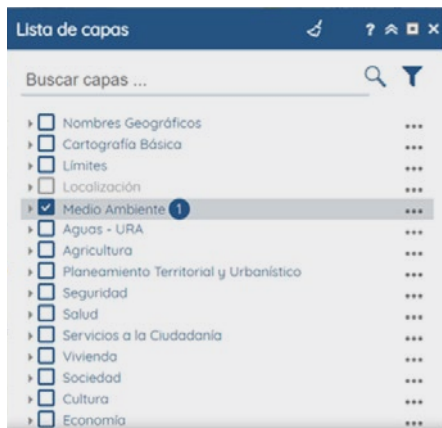 Lista de capas ?
Buscar capas ...
Nombres Geográficos
Cartografía Básica
Límites
Localización
Medio Ambiente 1
Aguas - URA
Agricultura
Planeamiento Territorial y Urbanístico
Seguridad
Salud
Servicios a la Ciudadanía
Vivienda
Sociedad
Cultura
Economía